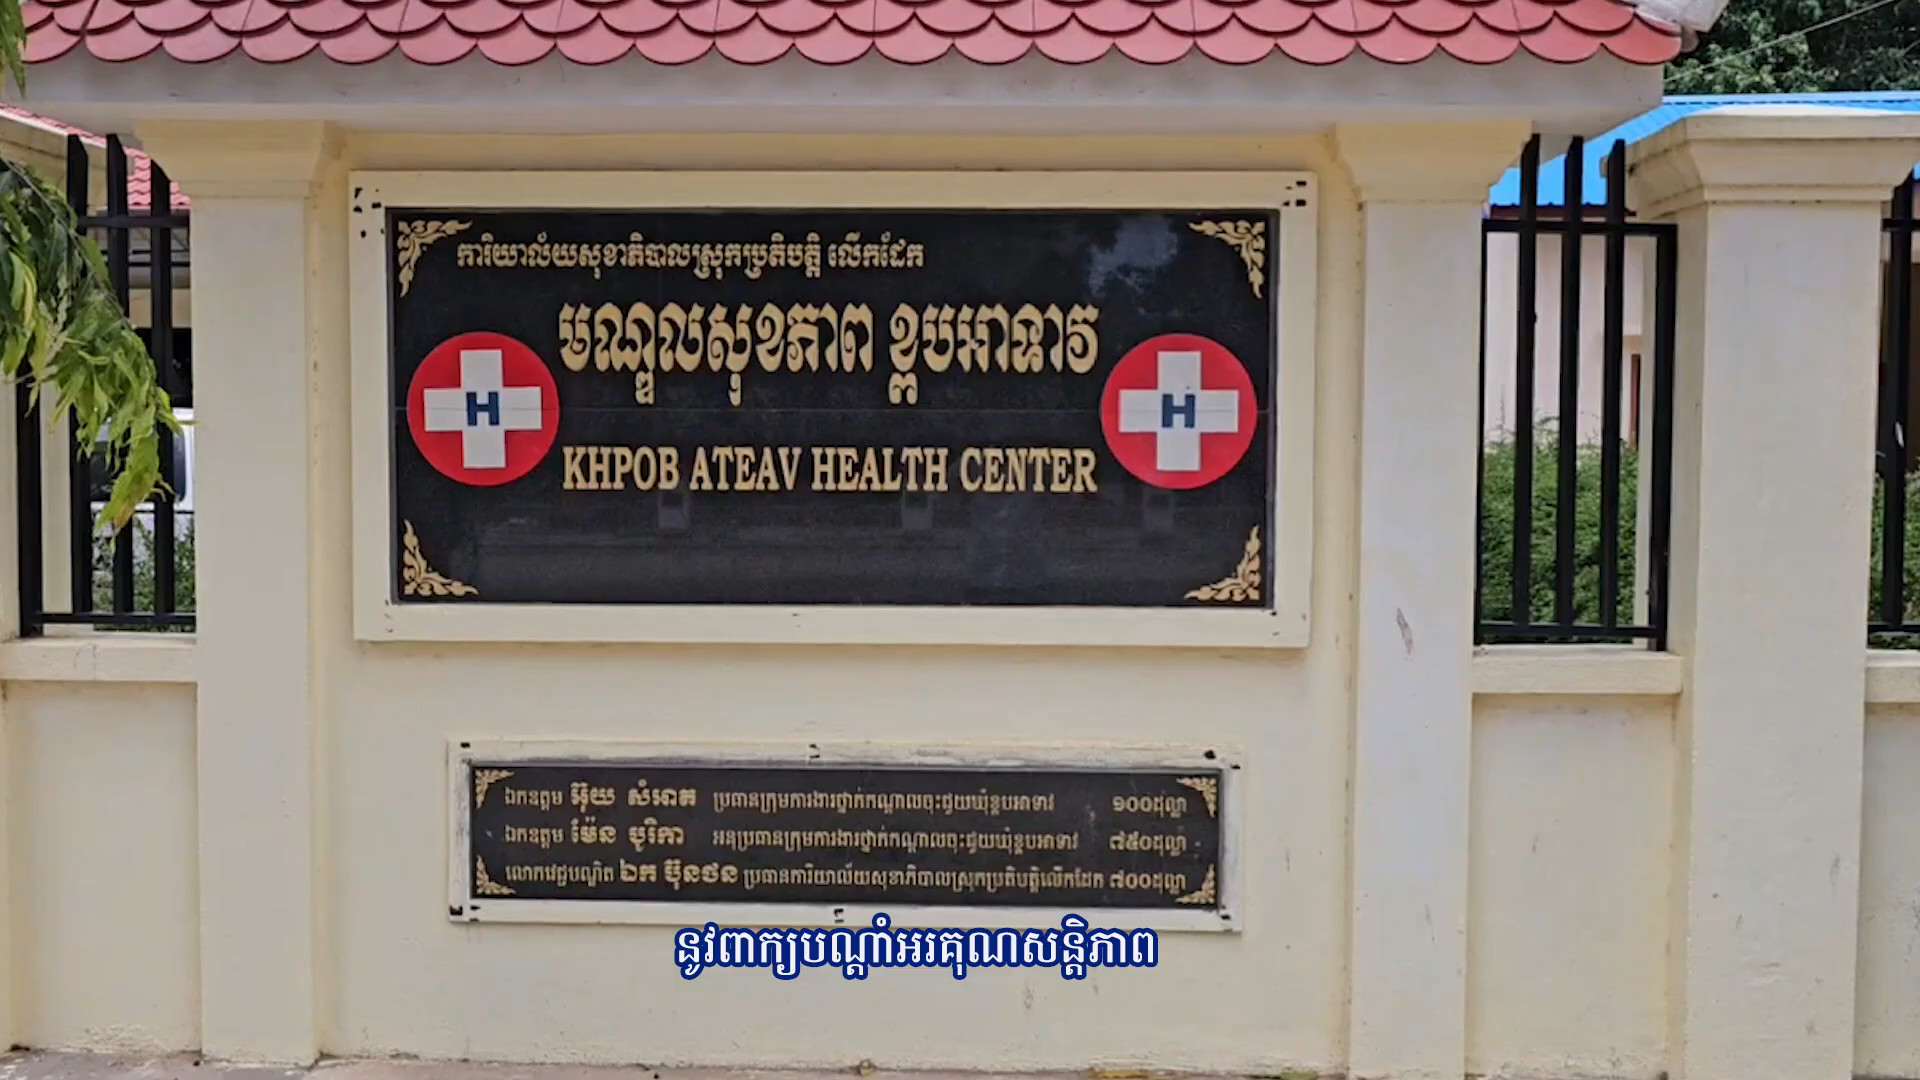 ការិយាល័យសុខាភិបាលស្រុកប្រតិបត្តិ លើកដែក
មណ្ឌលសុខភាព ខ្ពបអាទាវ
H
H
KHPOB ATEAV HEALTH CENTER
ឯកឧត្តម អ៊ុយ សំអាត ប្រធានក្រុមការងារថ្នាក់កណ្តាលចុះជួយឃុំខ្ពបអាទាវ ១០០ដុល្លា
ឯកឧត្តម ម៉ែន បូរិកា អនុប្រធានក្រុមការងារថ្នាក់កណ្តាលចុះជួយឃុំខ្ពបអាទាវ ៧៥០ដុល្លា
លោកវេជ្ជបណ្ឌិត ឯក ប៊ុនថន ប្រធានការិយាល័យសុខាភិបាលស្រុកប្រតិបត្តិលើកដែក ៧០០ដុល្លា
នូវពាក្យបណ្ដាំអរគុណសន្តិភាព